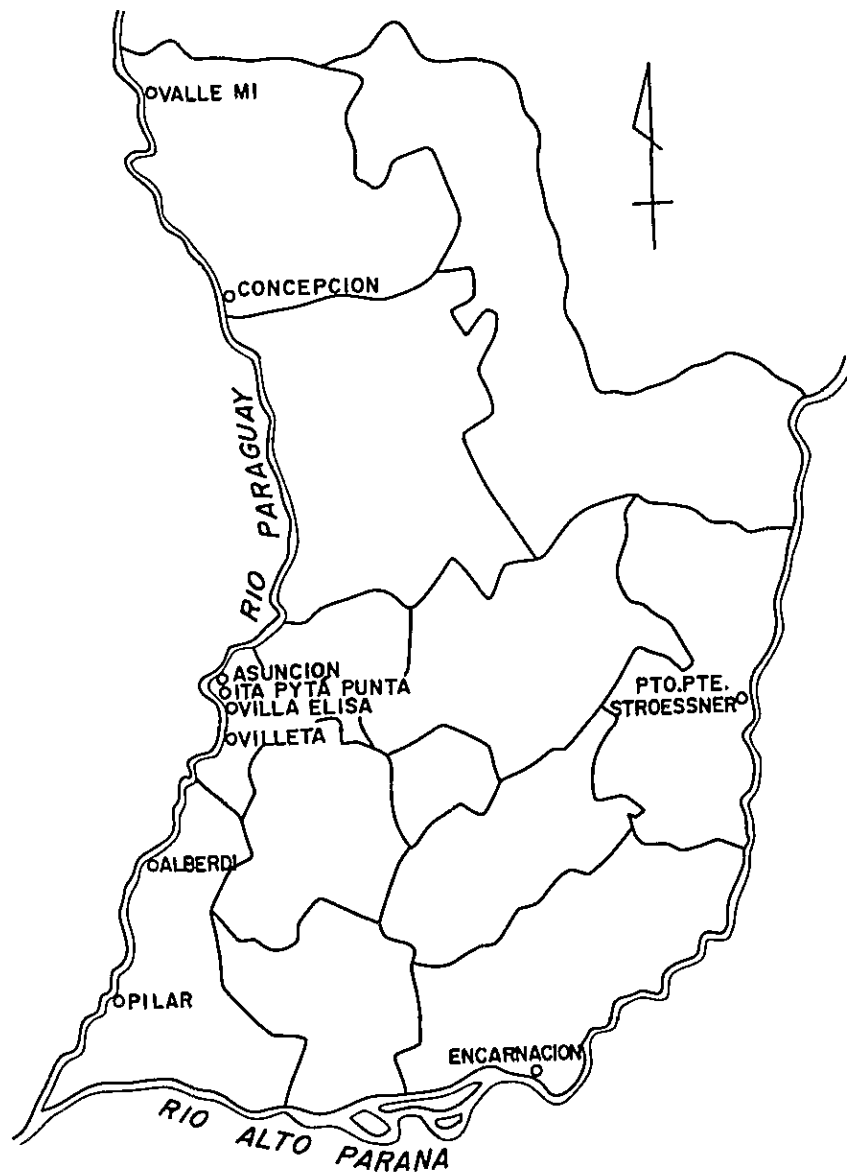 VALLE MI
CONCEPCION
RIO PARAGUAY
ASUNCION
ITA PYTA PUNTA
VILLA ELISA
VILLETA
PTO.PTE.
STROESSNER
ALBERDI
PILAR
ENCARNACION
RIO ALTO PARANA